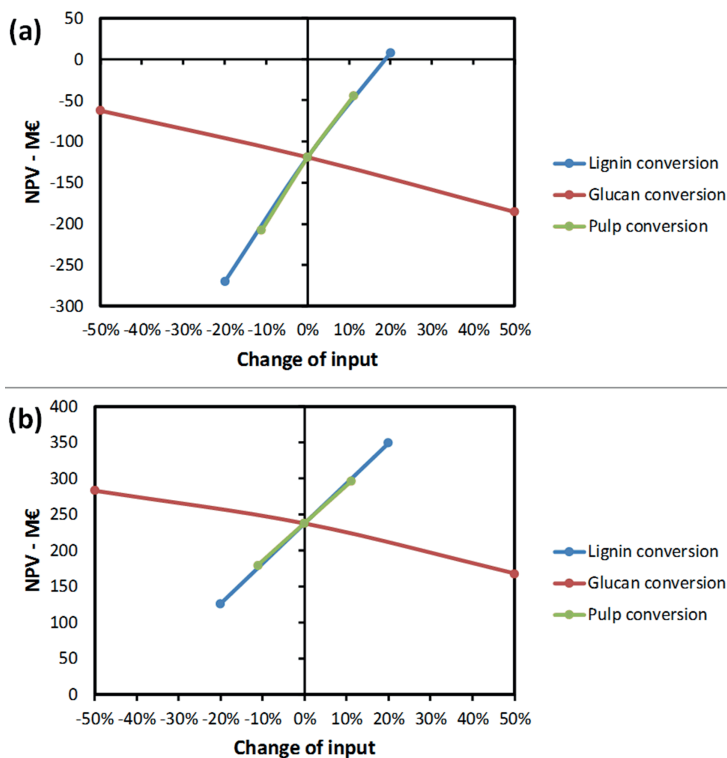 (a)
50
0
-50
-100
-150
-200
-250
-300
NPV - M€
-50% -40% -30% -20% -10% 0% 10% 20% 30% 40% 50%
Change of input
Lignin conversion
Glucan conversion
Pulp conversion
(b)
400
350
300
250
200
150
100
50
0
NPV - M€
-50% -40% -30% -20% -10% 0% 10% 20% 30% 40% 50%
Change of input
Lignin conversion
Glucan conversion
Pulp conversion